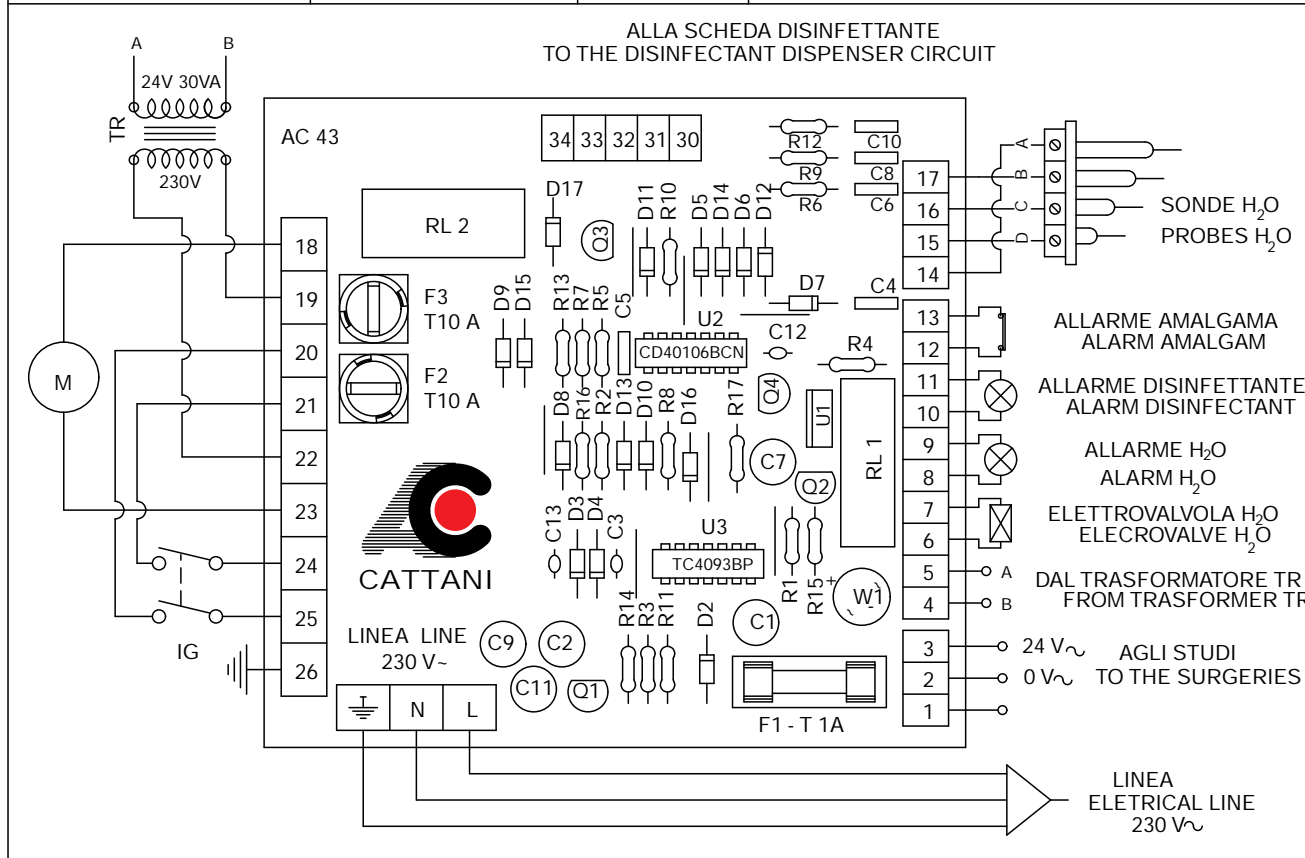 ALLA SCHEDA DISINFETTANTE
TO THE DISINFECTANT DISPENSER CIRCUIT
A B
24V 30VA
TR
230V
AC 43
34 33 32 31 30
RL 2
D17
Q3
D11 R10 D5 D14 D6 D12
R12 C10
R9 C8
R6 C6
17
16
15
14
A
B
C
D
SONDE H2O
PROBES H2O
18
19
20
21
22
23
24
25
26
M
F3
T10 A
F2
T10 A
D9 D15 R13 R7 R5 C5
U2
CD40106BCN
C12
D7 C4
R4
13
12
11
10
9
8
7
6
5
4
3
2
1
ALLARME AMALGAMA
ALARM AMALGAM
ALLARME DISINFETTANTE
ALARM DISINFECTANT
ALLARME H2O
ALARM H2O
ELETTROVALVOLA H2O
ELECROVALVE H2O
A
B
DAL TRASFORMATORE TR
FROM TRASFORMER TR
24 V~
0 V~
AGLI STUDI
TO THE SURGERIES
D8 R16 R2 D13 D10 R8 D16 R17
Q4
U1
RL 1
C7
Q2
CATTANI
C13 D3 D4 C3
U3
TC4093BP
R1 R15
+
W1
~
-
~
C1
IG
LINEA LINE
230 V~
C9 C2
C11 Q1
R14 R3 R11 D2
F1 - T 1A
N L
LINEA
ELETRICAL LINE
230 V~